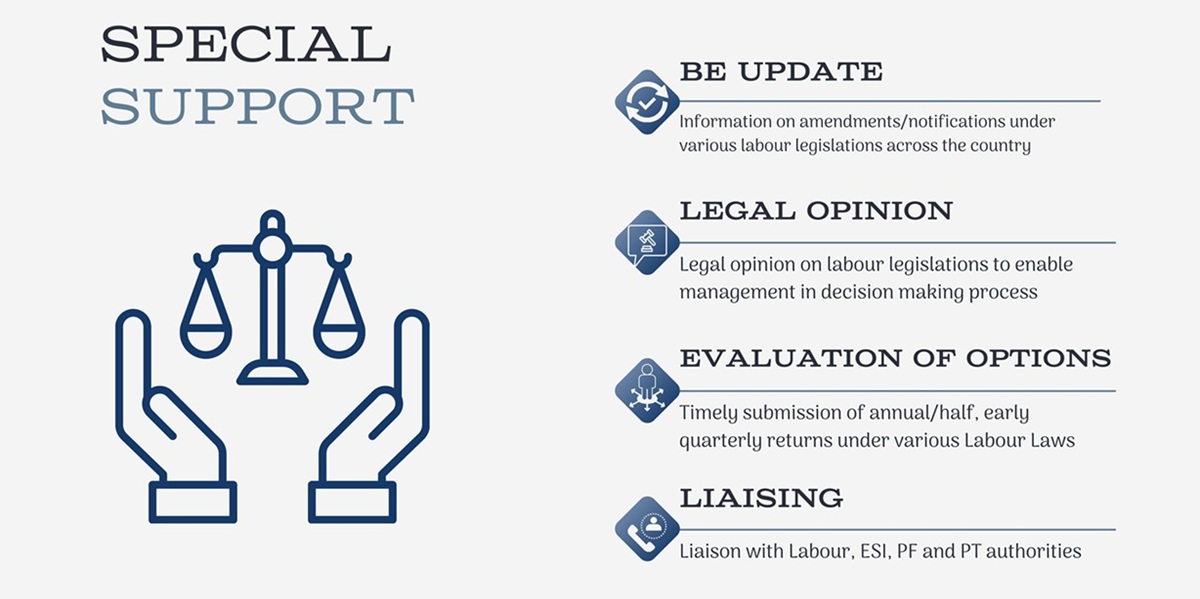 SPECIAL
SUPPORT
BE UPDATE
Information on amendments/notifications under
various labour legislations across the country
LEGAL OPINION
Legal opinion on labour legislations to enable
management in decision making process
EVALUATION OF OPTIONS
Timely submission of annual/half, early
quarterly returns under various Labour Laws
LIAISING
Liaison with Labour, ESI, PF and PT authorities